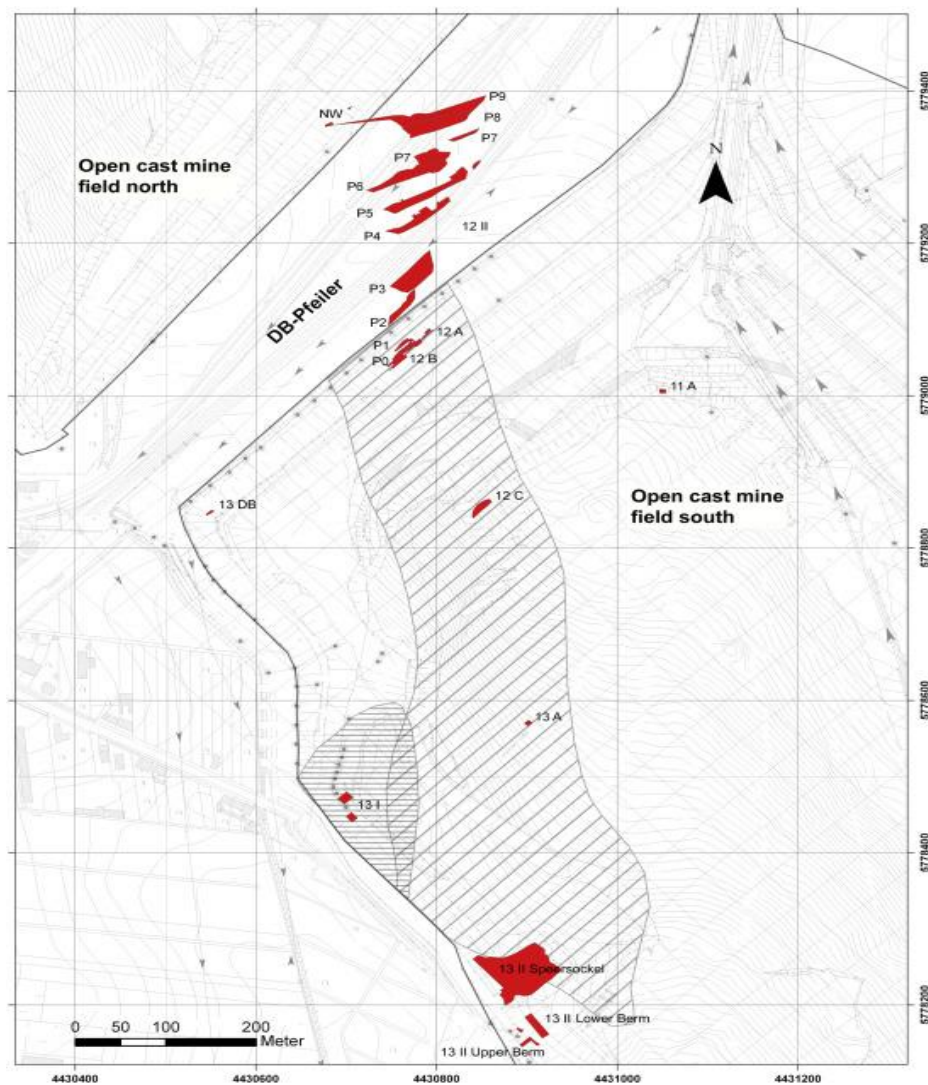 P9
NW
P8
5779400
P7
Open cast mine
field north
N
P7
P6
P5
P4
12 II
5779200
P3
DB-Pfeiler
P2
12 A
P1
P0
12 B
11 A
5779000
13 DB
12 C
Open cast mine
field south
5778800
13 A
5778600
13 I
5778400
13 II Speersockel
13 II Lower Berm
5778200
0 50 100 200
Meter
13 II Upper Berm
4430400 4430600 4430800 4431000 4431200